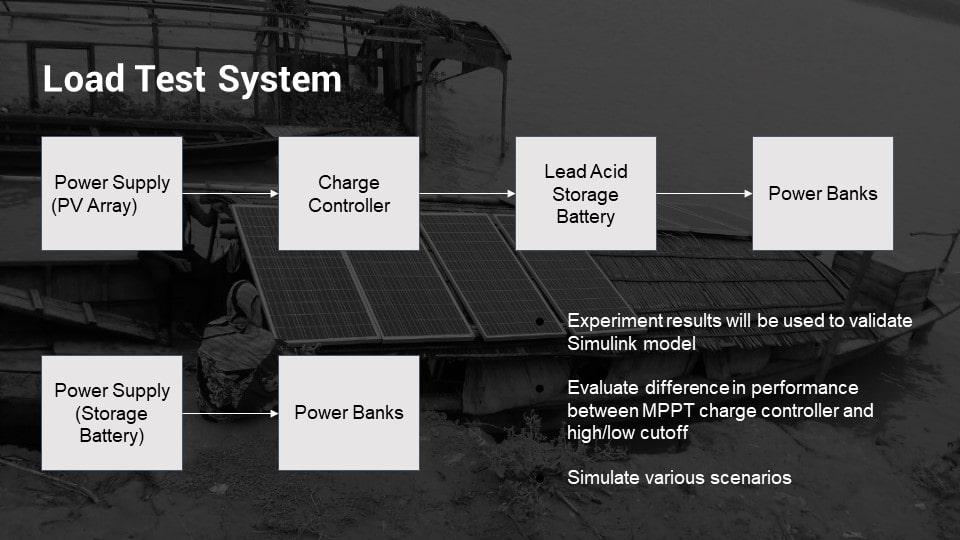 Load Test System
Power Supply
(PV Array)
Charge
Controller
Lead Acid
Storage
Battery
Power Banks
Power Supply
(Storage
Battery)
Power Banks
Experiment results will be used to validate
Simulink model
Evaluate difference in performance
between MPPT charge controller and
high/low cutoff
Simulate various scenarios